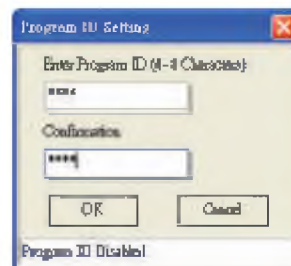 Program ID Setting
Enter Program ID (4~8 Characters)
****
Confirmation
****
OK
Cancel
Program ID Disabled